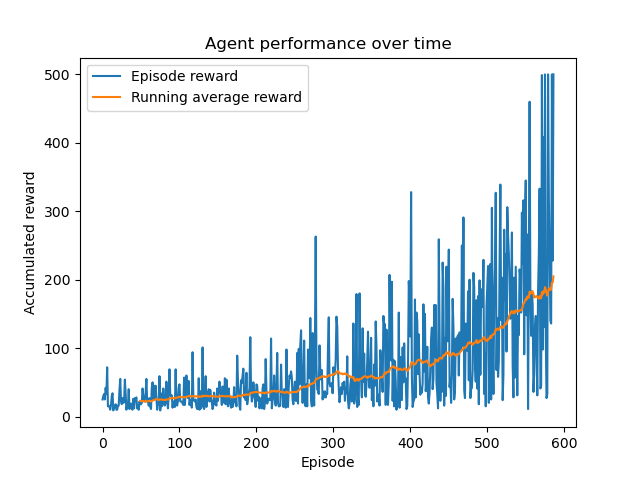 Agent performance over time
Episode reward
Running average reward
Accumulated reward
500
400
300
200
100
0
0 100 200 300 400 500 600
Episode